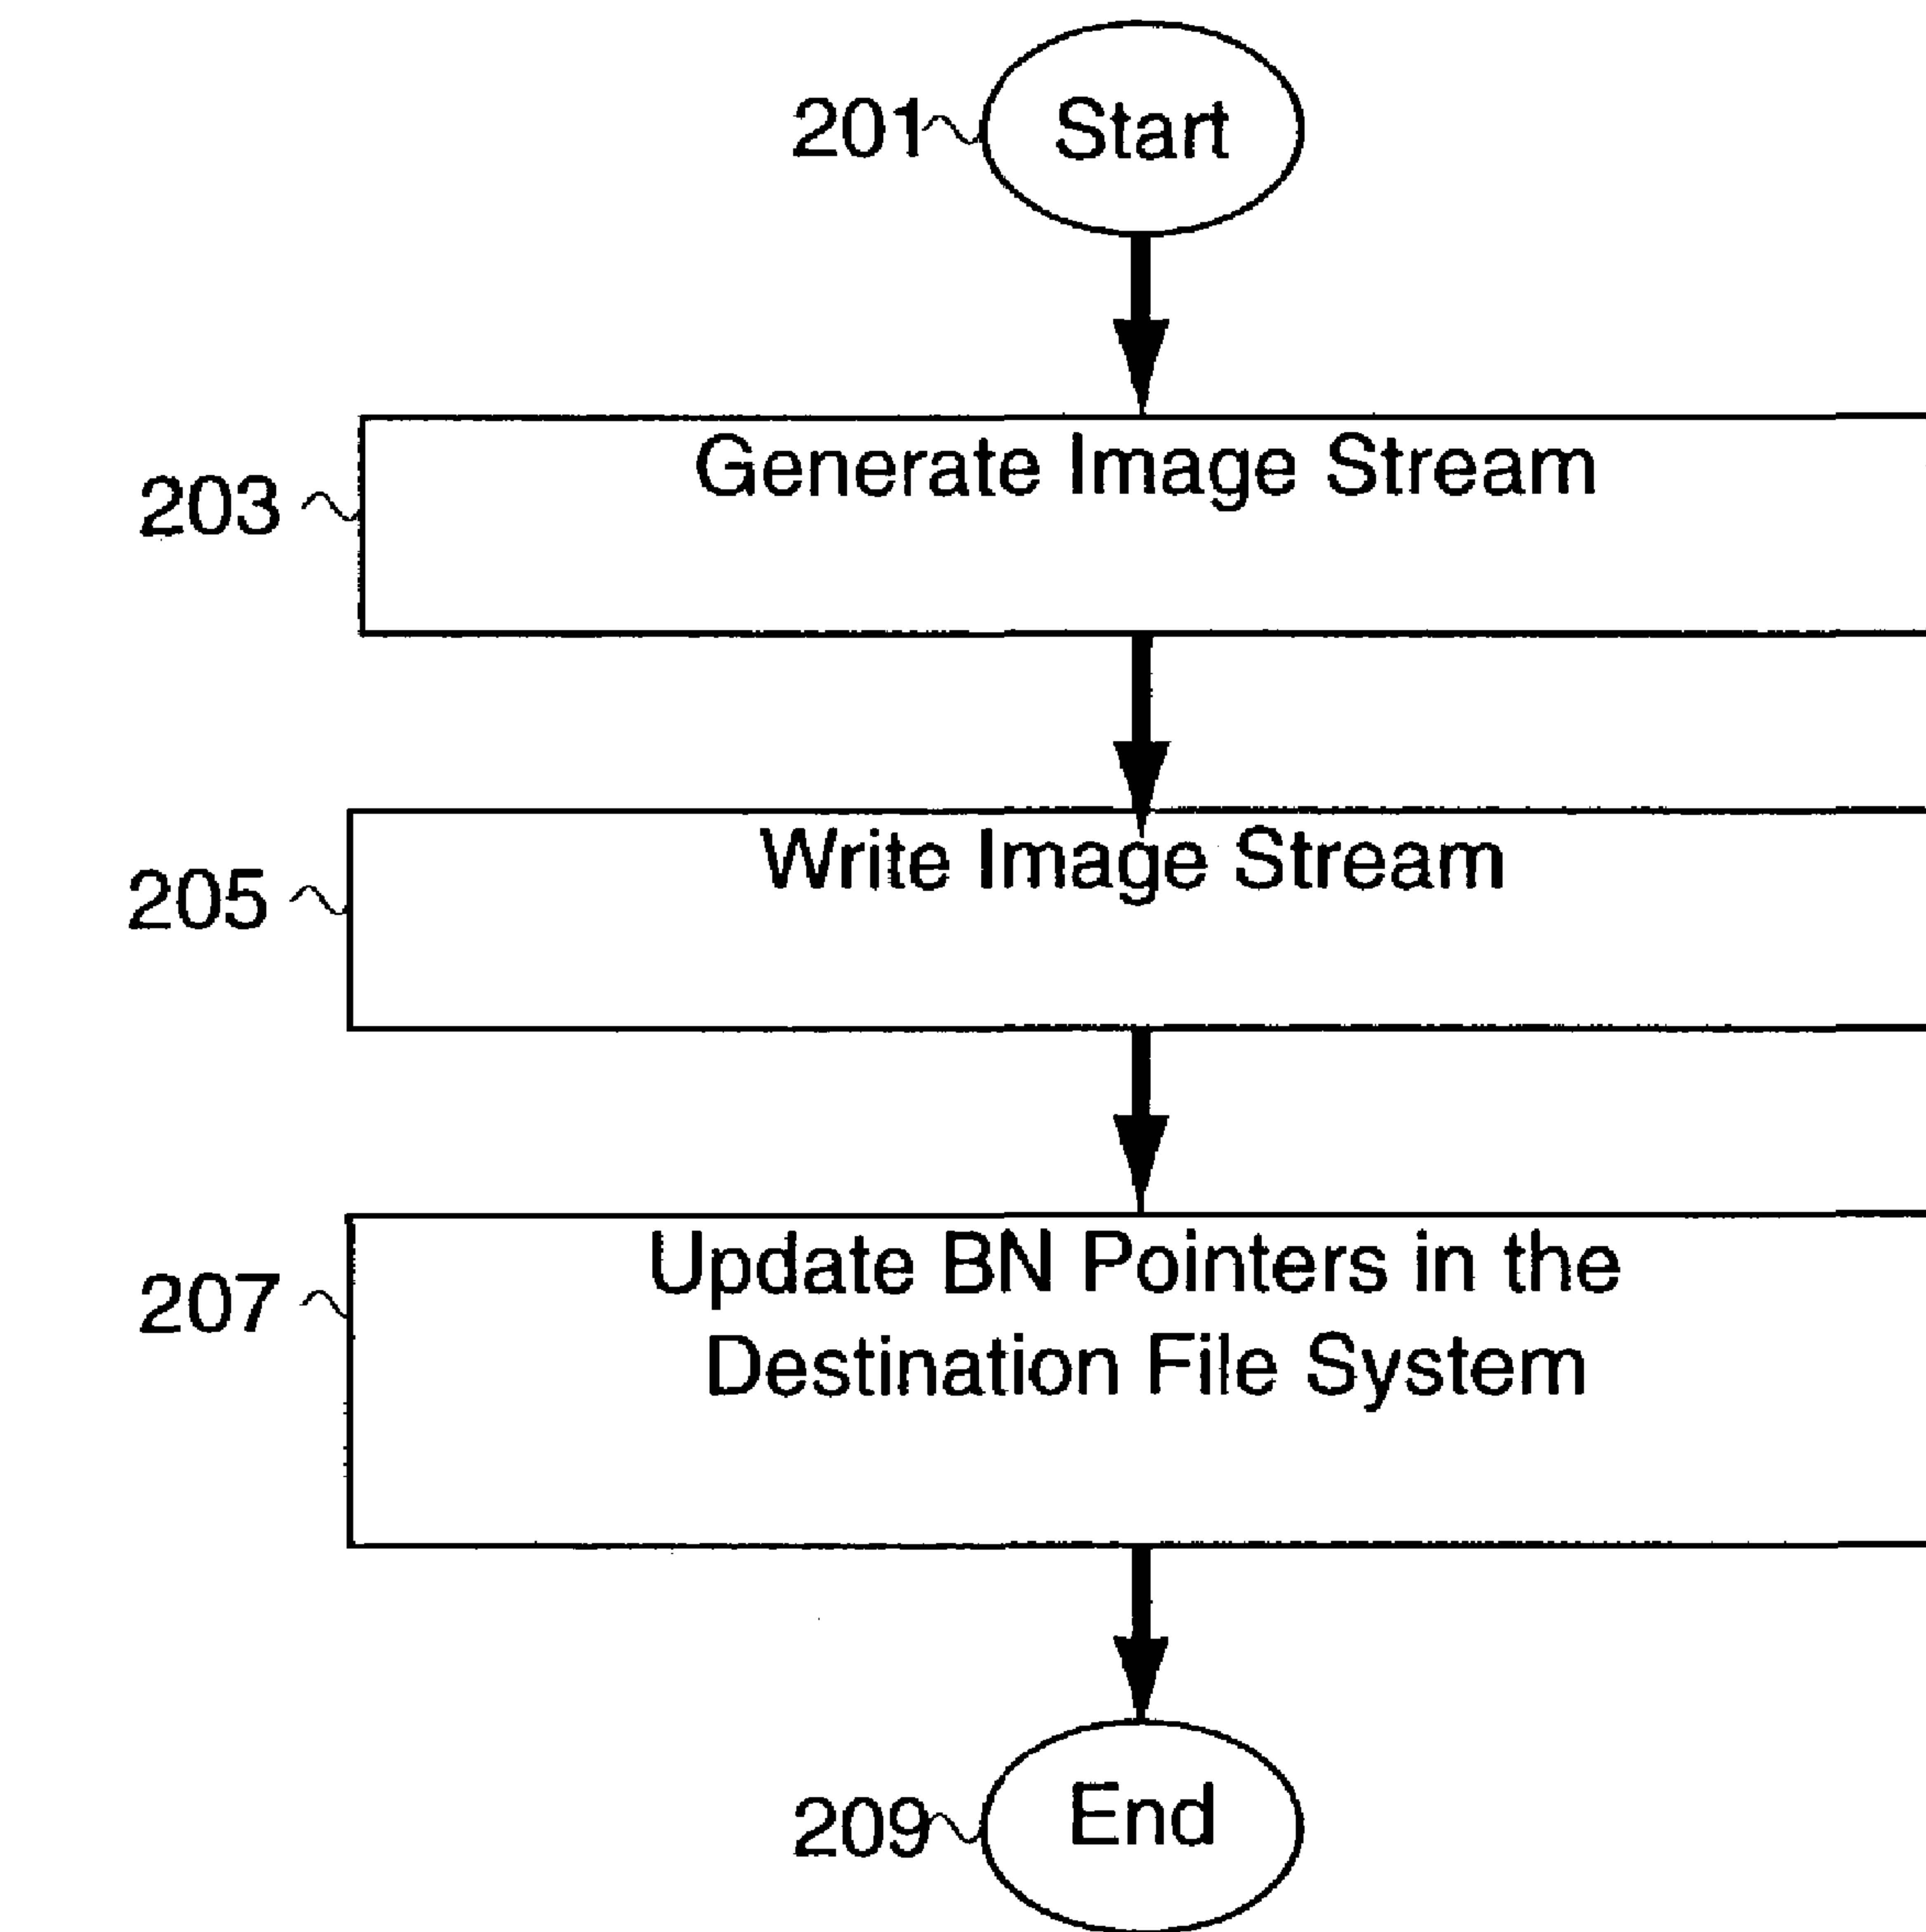 201 Start
203 Generate Image Stream
205 Write Image Stream
207 Update BN Pointers in the
Destination File System
209 End